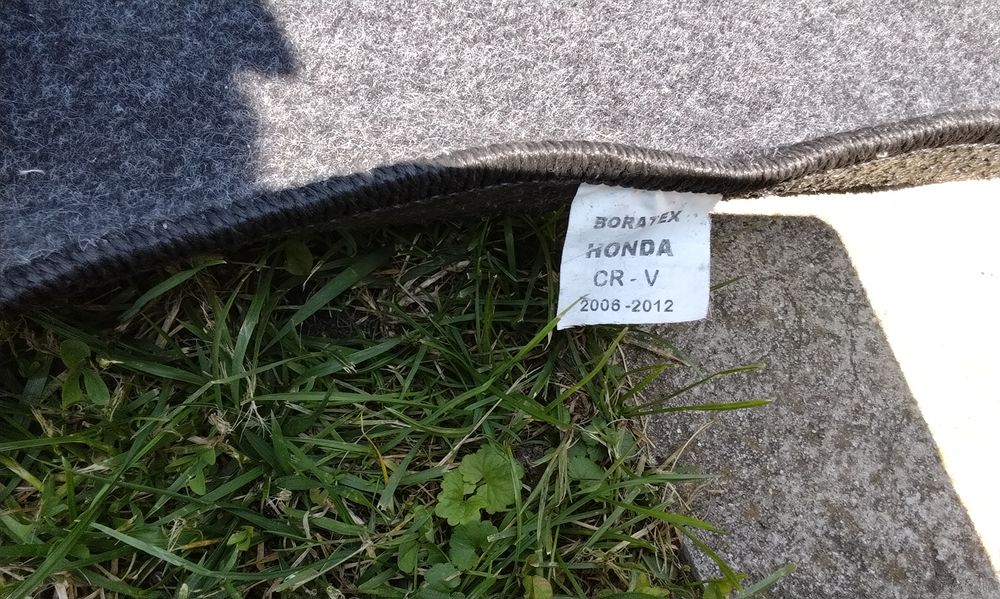 BORATEX
HONDA
CR - V
2006 -2012